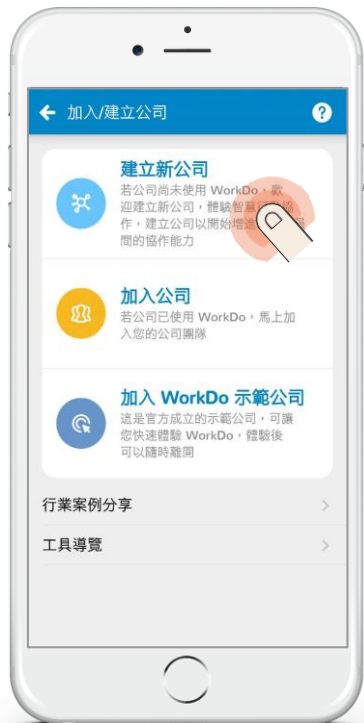 加入/建立公司
建立新公司
若公司尚未使用 WorkDo,歡
迎建立新公司,體驗智慧行動協
作,建立公司以開始增進
間的協作能力
加入公司
若公司已使用 WorkDo,馬上加
入您的公司團隊
加入 WorkDo 示範公司
這是官方成立的示範公司,可讓
您快速體驗 WorkDo,體驗後
可以隨時離開
行業案例分享
工具導覽